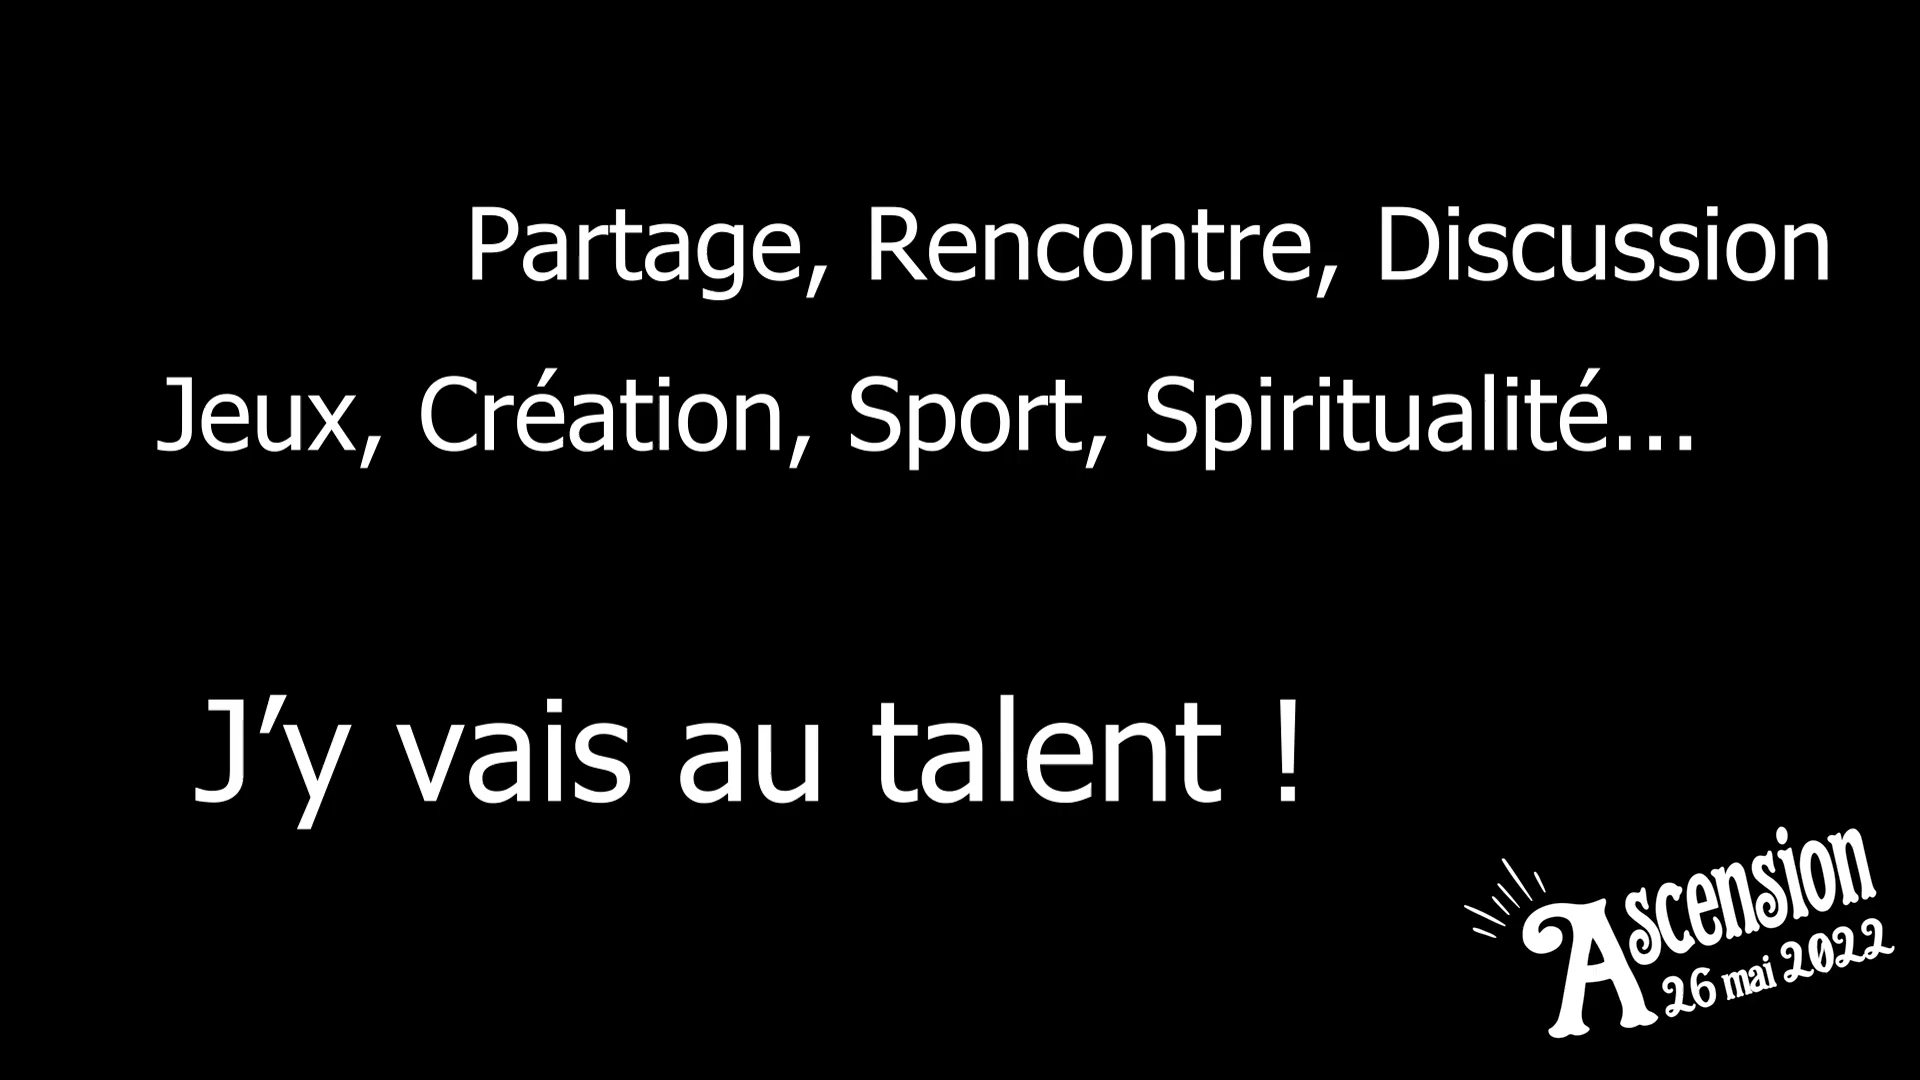 Partage, Rencontre, Discussion
Jeux, Création, Sport, Spiritualité...
J’y vais au talent !
Ascension
26 mai 2022